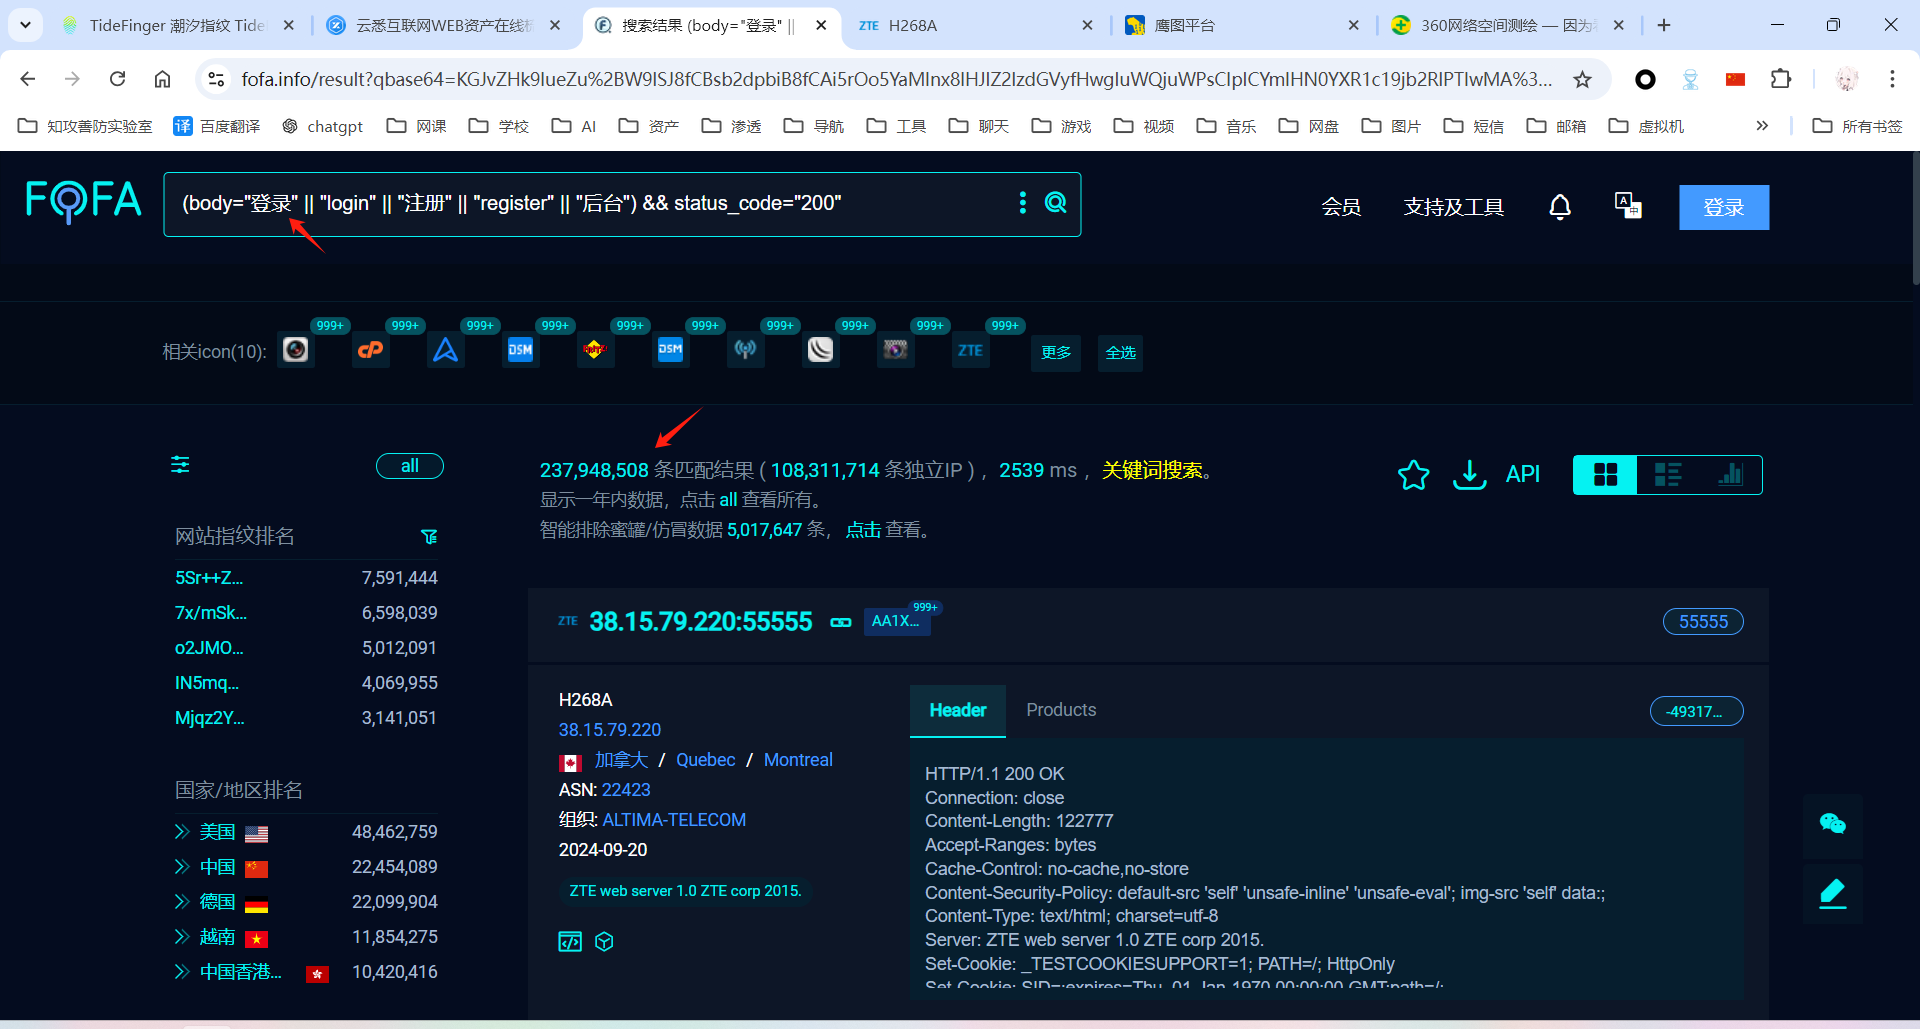 TideFinger 潮汐指纹 Tide
云悉互联网WEB资产在线
搜索结果 (body="登录" ||
ZTE H268A
鹰图平台
360网络空间测绘 — 因为
fofa.info/result?qbase64=KGJvZHk9IueZu%2BW9lSJ8fCBsb2dpbiB8fCAi5rOo5YaMInx8IHJlZ2lzdGVyfHwgIuWQjuWPsCIpICYmIHN0YXR1c19jb2RlPTIwMA%3...
知攻善防实验室
译 百度翻译
chatgpt
网课
学校
AI
资产
渗透
导航
工具
聊天
游戏
视频
音乐
网盘
图片
短信
邮箱
虚拟机
所有书签
FOFA
(body="登录" || "login" || "注册" || "register" || "后台") && status_code="200"
会员
支持及工具
A 中
登录
999+ 999+ 999+ 999+ 999+ 999+ 999+ 999+ 999+ 999+
相关icon(10):
cP
DSM
DSM
ZTE
更多
全选
all
237,948,508 条匹配结果 ( 108,311,714 条独立IP ) ，2539 ms ，关键词搜索。
显示一年内数据，点击 all 查看所有。
智能排除蜜罐/仿冒数据 5,017,647 条， 点击 查看。
API
网站指纹排名
5Sr++Z... 7,591,444
7x/mSk... 6,598,039
o2JMO... 5,012,091
IN5mq... 4,069,955
Mjqz2Y... 3,141,051
国家/地区排名
美国 48,462,759
中国 22,454,089
德国 22,099,904
越南 11,854,275
中国香港... 10,420,416
ZTE 38.15.79.220:55555
AA1X...
999+
55555
H268A
38.15.79.220
加拿大 / Quebec / Montreal
ASN: 22423
组织: ALTIMA-TELECOM
2024-09-20
ZTE web server 1.0 ZTE corp 2015.
Header
Products
-49317...
HTTP/1.1 200 OK
Connection: close
Content-Length: 122777
Accept-Ranges: bytes
Cache-Control: no-cache,no-store
Content-Security-Policy: default-src 'self' 'unsafe-inline' 'unsafe-eval'; img-src 'self' data:;
Content-Type: text/html; charset=utf-8
Server: ZTE web server 1.0 ZTE corp 2015.
Set-Cookie: _TESTCOOKIESUPPORT=1; PATH=/; HttpOnly
Set-Cookie: SID=;expires=Thu, 01-Jan-1970 00:00:00 GMT;path=/;